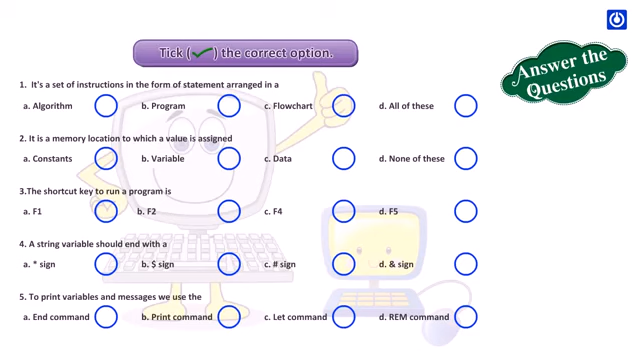 Tick (✓) the correct option.
Answer the
Questions
1. It's a set of instructions in the form of statement arranged in a
a. Algorithm b. Program c. Flowchart d. All of these
2. It is a memory location to which a value is assigned
a. Constants b. Variable c. Data d. None of these
3.The shortcut key to run a program is
a. F1 b. F2 c. F4 d. F5
4. A string variable should end with a
a. * sign b. $ sign c. # sign d. & sign
5. To print variables and messages we use the
a. End command b. Print command c. Let command d. REM command